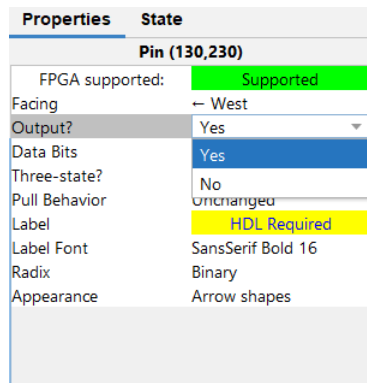 Properties State
Pin (130,230)
FPGA supported: Supported
Facing ← West
Output? Yes
Data Bits Yes
Three-state? No
Pull Behavior Unchanged
Label HDL Required
Label Font SansSerif Bold 16
Radix Binary
Appearance Arrow shapes